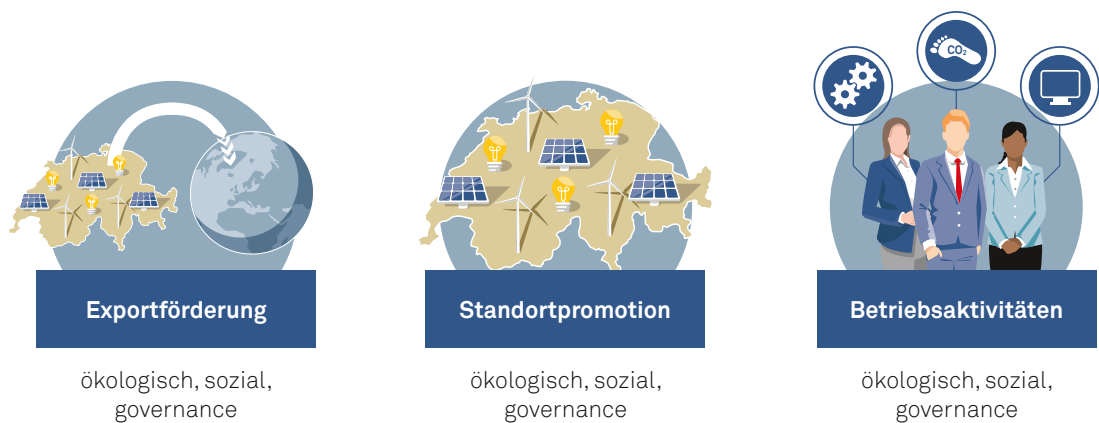 CO₂
Exportförderung
ökologisch, sozial,
governance
Standortpromotion
ökologisch, sozial,
governance
Betriebsaktivitäten
ökologisch, sozial,
governance